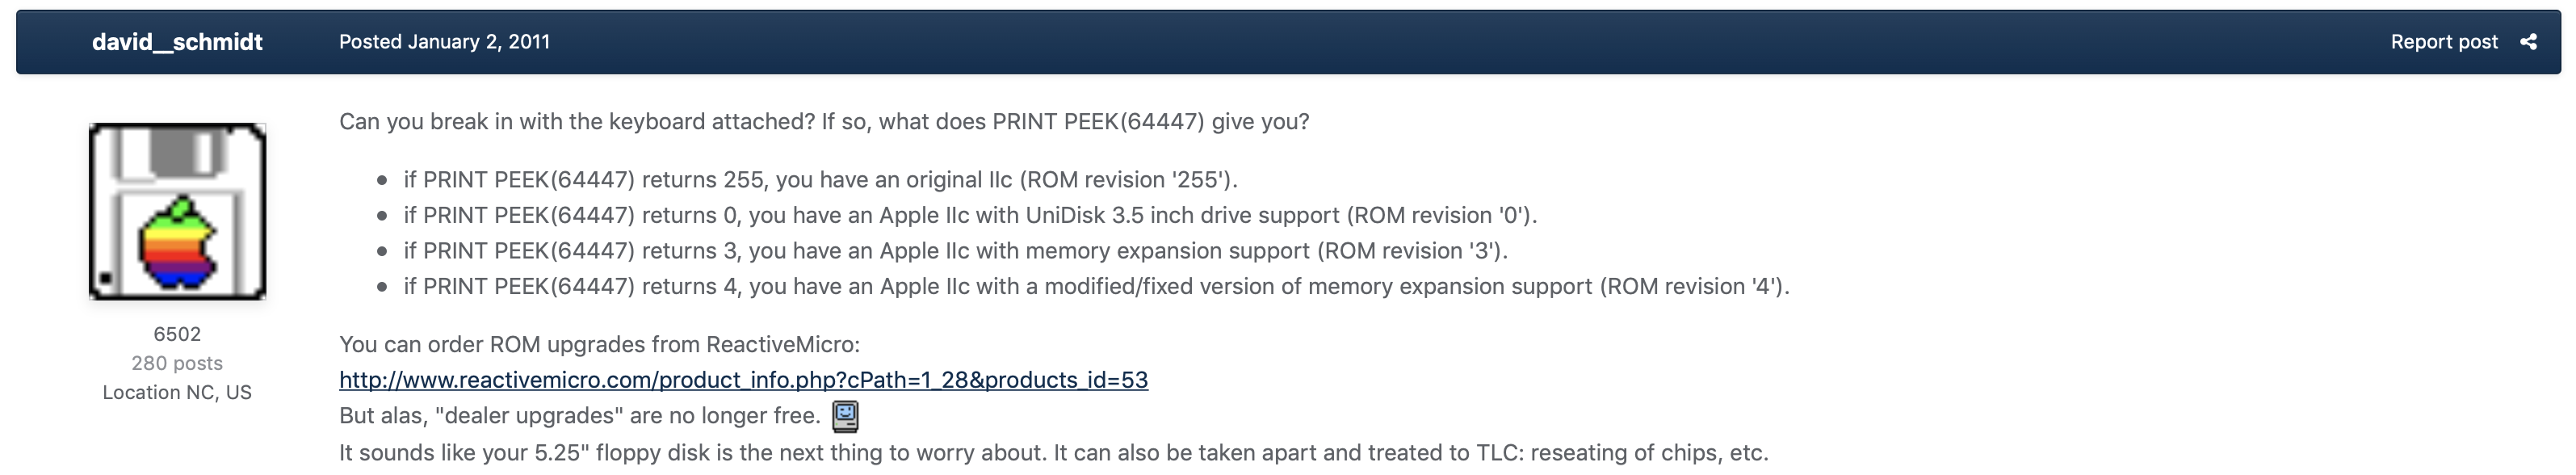 david__schmidt
Posted January 2, 2011
Report post
Can you break in with the keyboard attached? If so, what does PRINT PEEK(64447) give you?
if PRINT PEEK(64447) returns 255, you have an original IIc (ROM revision '255').
if PRINT PEEK(64447) returns 0, you have an Apple IIc with UniDisk 3.5 inch drive support (ROM revision '0').
if PRINT PEEK(64447) returns 3, you have an Apple IIc with memory expansion support (ROM revision '3').
if PRINT PEEK(64447) returns 4, you have an Apple IIc with a modified/fixed version of memory expansion support (ROM revision '4').
6502
280 posts
Location NC, US
You can order ROM upgrades from ReactiveMicro:
http://www.reactivemicro.com/product_info.php?cPath=1_28&products_id=53
But alas, "dealer upgrades" are no longer free.
It sounds like your 5.25" floppy disk is the next thing to worry about. It can also be taken apart and treated to TLC: reseating of chips, etc.